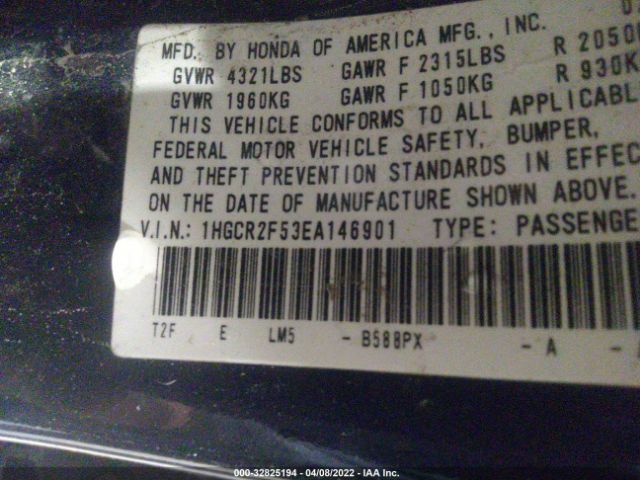 MFD. BY HONDA OF AMERICA MFG., INC.
GVWR 4321LBS GAWR F 2315LBS R 2050
GVWR 1960KG GAWR F 1050KG R 930K
THIS VEHICLE CONFORMS TO ALL APPLICABL
FEDERAL MOTOR VEHICLE SAFETY, BUMPER,
AND THEFT PREVENTION STANDARDS IN EFFEC
DATE OF MANUFACTURE SHOWN ABOVE.
V.I.N.: 1HGCR2F53EA146901 TYPE: PASSENGE
T2F E LM5 - B588PX - A -
000-32825194 - 04/08/2022 - IAA Inc.